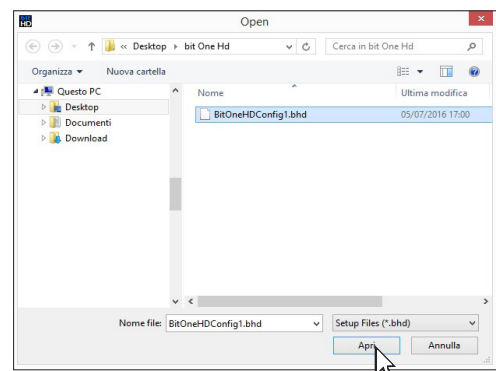 bit
HD
Open
« Desktop bit One Hd
Cerca in bit One Hd
Organizza Nuova cartella
Questo PC
Desktop
Documenti
Download
Nome Ultima modifica
BitOneHDConfig1.bhd 05/07/2016 17:00
Nome file: BitOneHDConfig1.bhd Setup Files (*.bhd)
Apri Annulla